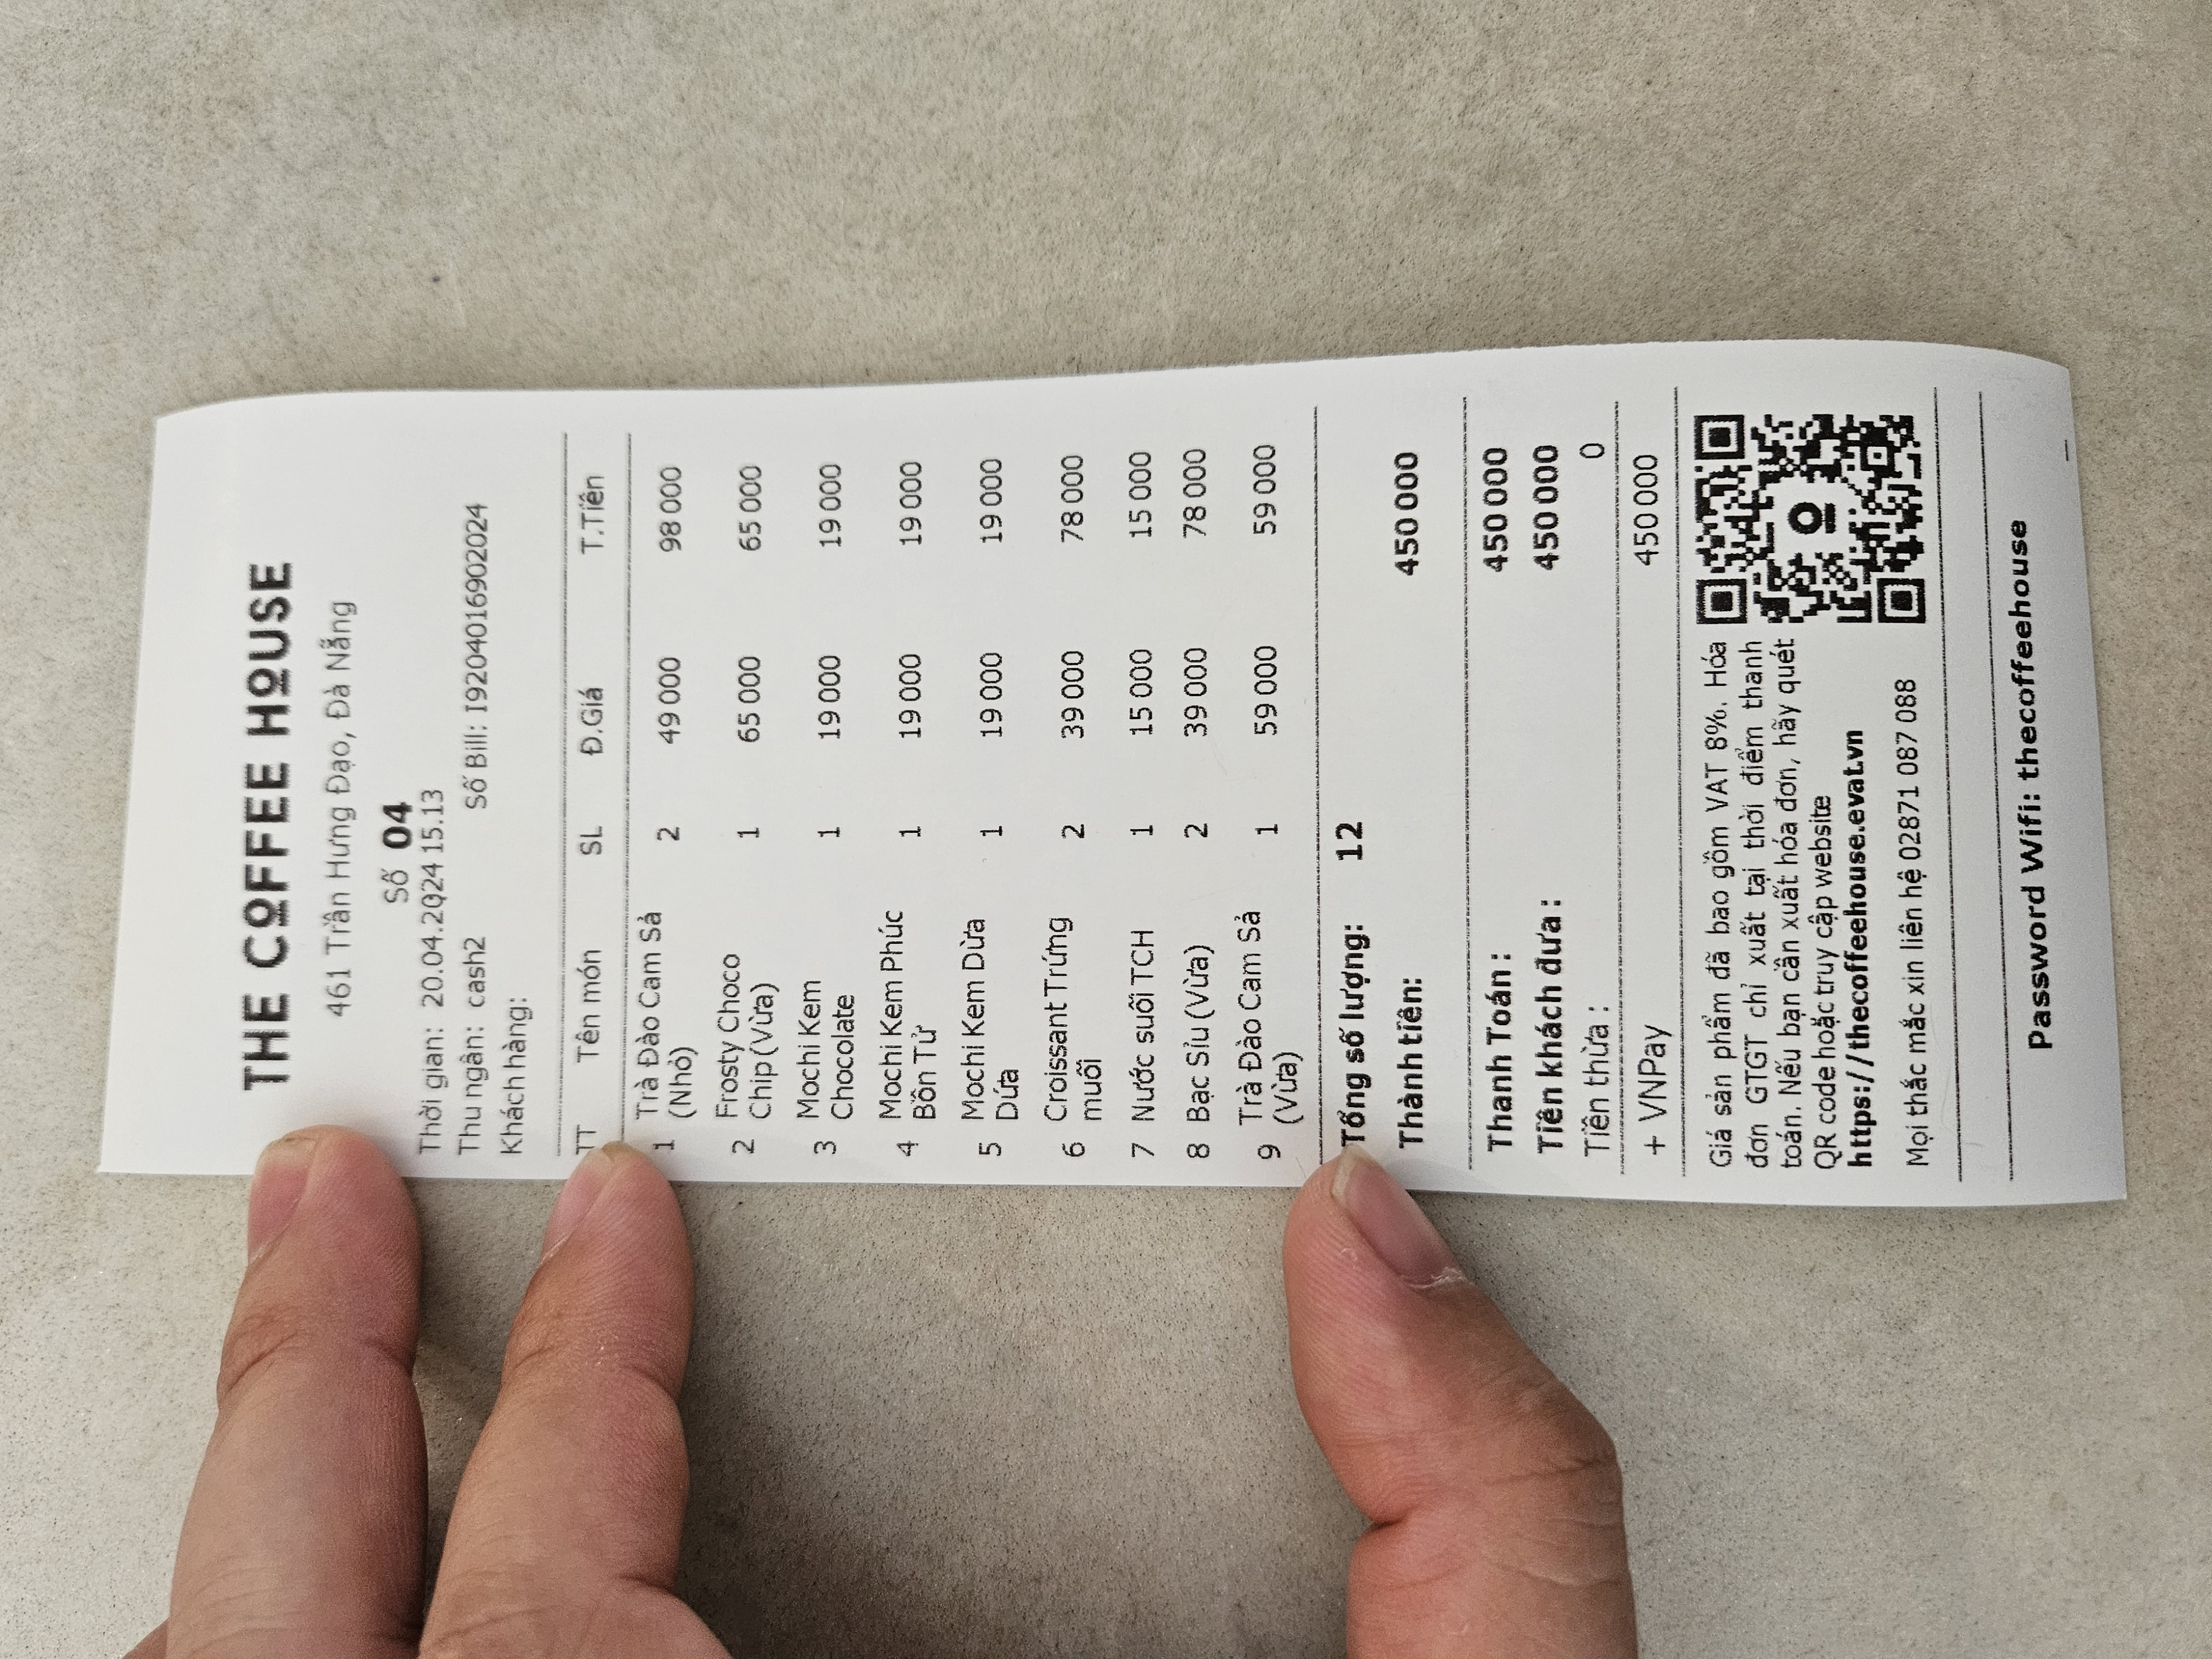 THE COFFEE HOUSE
461 Trần Hưng Đạo, Đà Nẵng
Số 04
Thời gian: 20.04.2024 15.13
Thu ngân: cash2 Số Bill: I9204016902024
Khách hàng:
TT Tên món SL Đ.Giá T.Tiền
1 Trà Đào Cam Sả 2 49 000 98 000
(Nhỏ)
2 Frosty Choco 1 65 000 65 000
Chip (Vừa)
3 Mochi Kem 1 19 000 19 000
Chocolate
4 Mochi Kem Phúc 1 19 000 19 000
Bồn Tử
5 Mochi Kem Dừa 1 19 000 19 000
Dứa
6 Croissant Trứng 2 39 000 78 000
muối
7 Nước suối TCH 1 15 000 15 000
8 Bạc Sỉu (Vừa) 2 39 000 78 000
9 Trà Đào Cam Sả 1 59 000 59 000
(Vừa)
Tổng số lượng: 12
Thành tiền: 450 000
Thanh Toán : 450 000
Tiền khách đưa : 450 000
Tiền thừa : 0
+ VNPay 450 000
Giá sản phẩm đã bao gồm VAT 8%. Hóa
đơn GTGT chỉ xuất tại thời điểm thanh
toán. Nếu bạn cần xuất hóa đơn, hãy quét
QR code hoặc truy cập website
https://thecoffeehouse.evat.vn
Mọi thắc mắc xin liên hệ 02871 087 088
Password Wifi: thecoffeehouse